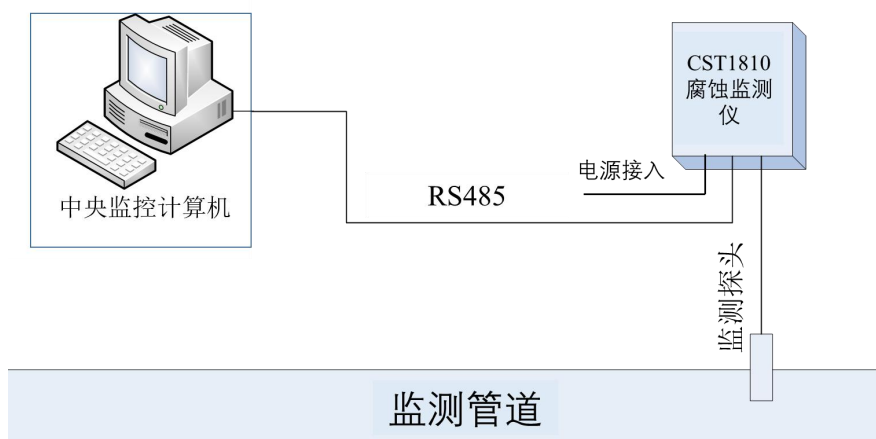 CST1810
腐蚀监测
仪
电源接入
RS485
中央监控计算机
监测探头
监测管道